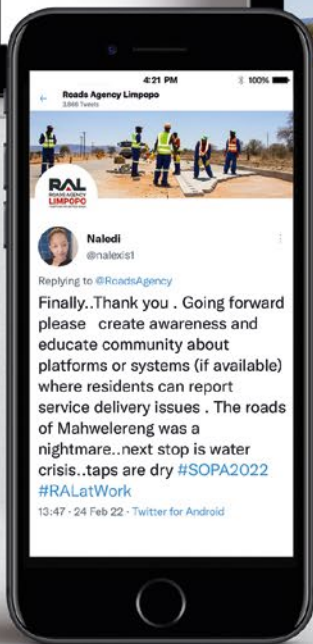 4:21 PM
100%
Roads Agency Limpopo
3,966 Tweets
RAL
ROADS AGENCY
LIMPOPO
Naledi
@nalexis1
Replying to @RoadsAgency
Finally..Thank you . Going forward
please create awareness and
educate community about
platforms or systems (if available)
where residents can report
service delivery issues . The roads
of Mahwelereng was a
nightmare..next stop is water
crisis..taps are dry #SOPA2022
#RALatWork
13:47 · 24 Feb 22 · Twitter for Android